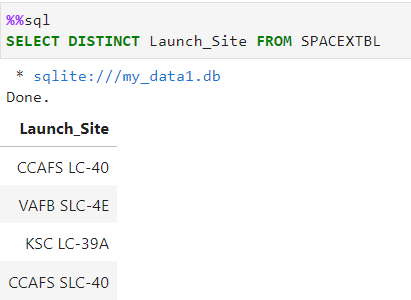 %%sql
SELECT DISTINCT Launch_Site FROM SPACEXTBL
* sqlite:///my_data1.db
Done.
Launch_Site
CCAFS LC-40
VAFB SLC-4E
KSC LC-39A
CCAFS SLC-40